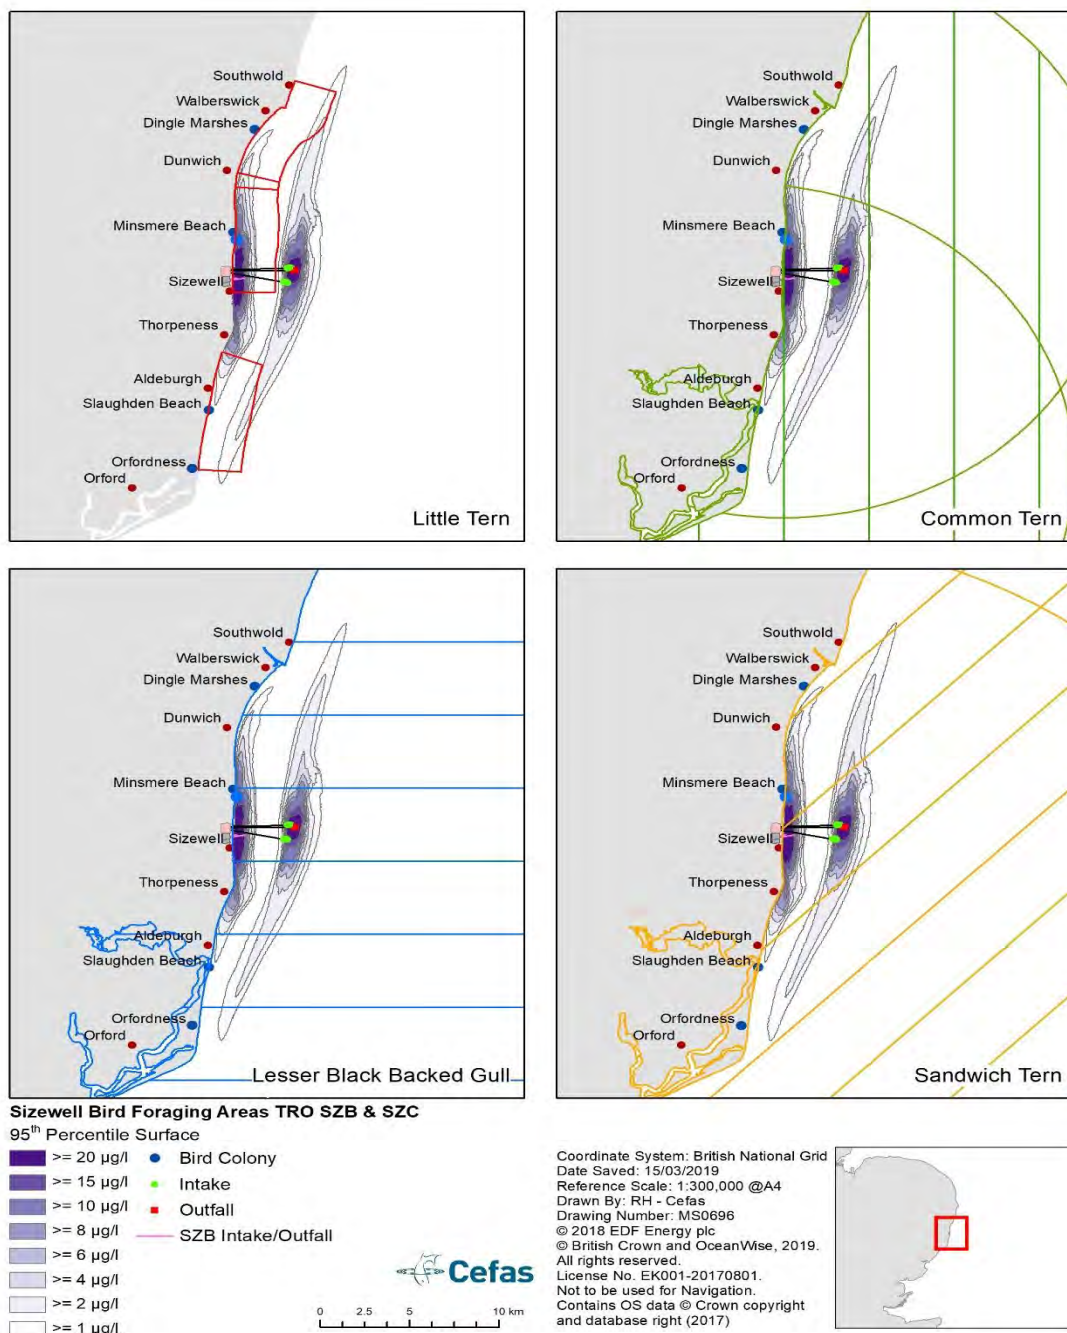 Southwold
Walberswick
Dingle Marshes
Dunwich
Minsmere Beach
Sizewell
Thorpeness
Aldeburgh
Slaughden Beach
Orfordness
Orford
Little Tern
Southwold
Walberswick
Dingle Marshes
Dunwich
Minsmere Beach
Sizewell
Thorpeness
Aldeburgh
Slaughden Beach
Orfordness
Orford
Common Tern
Southwold
Walberswick
Dingle Marshes
Dunwich
Minsmere Beach
Sizewell
Thorpeness
Aldeburgh
Slaughden Beach
Orfordness
Orford
Lesser Black Backed Gull
Southwold
Walberswick
Dingle Marshes
Dunwich
Minsmere Beach
Sizewell
Thorpeness
Aldeburgh
Slaughden Beach
Orfordness
Orford
Sandwich Tern
Sizewell Bird Foraging Areas TRO SZB & SZC
95th Percentile Surface
>= 20 µg/l
>= 15 µg/l
>= 10 µg/l
>= 8 µg/l
>= 6 µg/l
>= 4 µg/l
>= 2 µg/l
>= 1 µg/l
Bird Colony
Intake
Outfall
SZB Intake/Outfall
Cefas
0 2.5 5 10 km
Coordinate System: British National Grid
Date Saved: 15/03/2019
Reference Scale: 1:300,000 @A4
Drawn By: RH - Cefas
Drawing Number: MS0696
© 2018 EDF Energy plc
© British Crown and OceanWise, 2019.
All rights reserved.
License No. EK001-20170801.
Not to be used for Navigation.
Contains OS data © Crown copyright
and database right (2017)